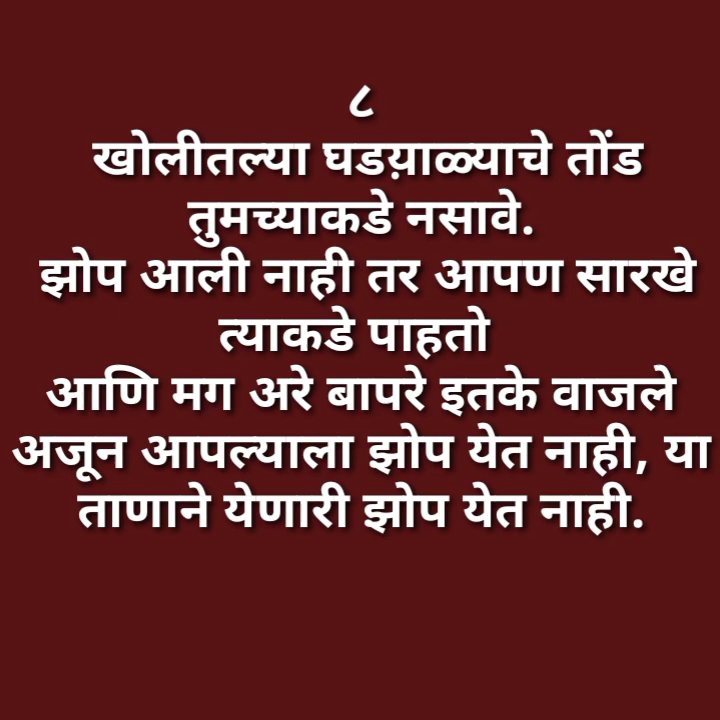 ८
खोलीतल्या घडय़ाळ्याचे तोंड
तुमच्याकडे नसावे.
झोप आली नाही तर आपण सारखे
त्याकडे पाहतो
आणि मग अरे बापरे इतके वाजले
अजून आपल्याला झोप येत नाही, या
ताणाने येणारी झोप येत नाही.